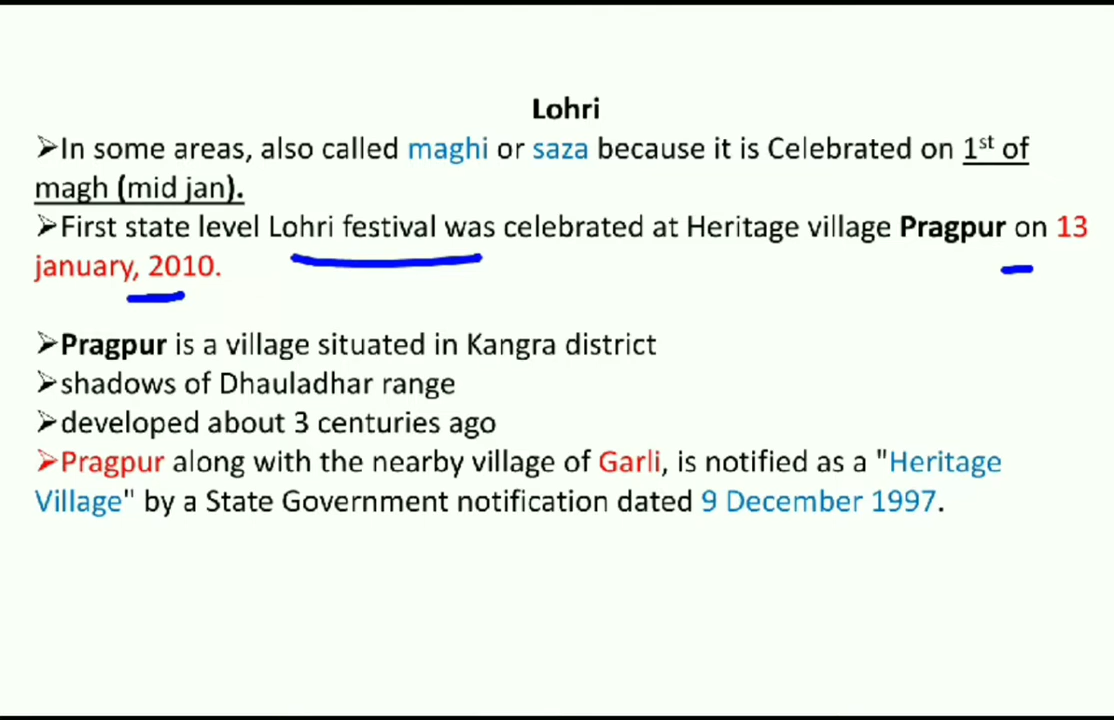 Lohri
➢In some areas, also called maghi or saza because it is Celebrated on 1st of
magh (mid jan).
➢First state level Lohri festival was celebrated at Heritage village Pragpur on 13
january, 2010.
➢Pragpur is a village situated in Kangra district
➢shadows of Dhauladhar range
➢developed about 3 centuries ago
➢Pragpur along with the nearby village of Garli, is notified as a "Heritage
Village" by a State Government notification dated 9 December 1997.